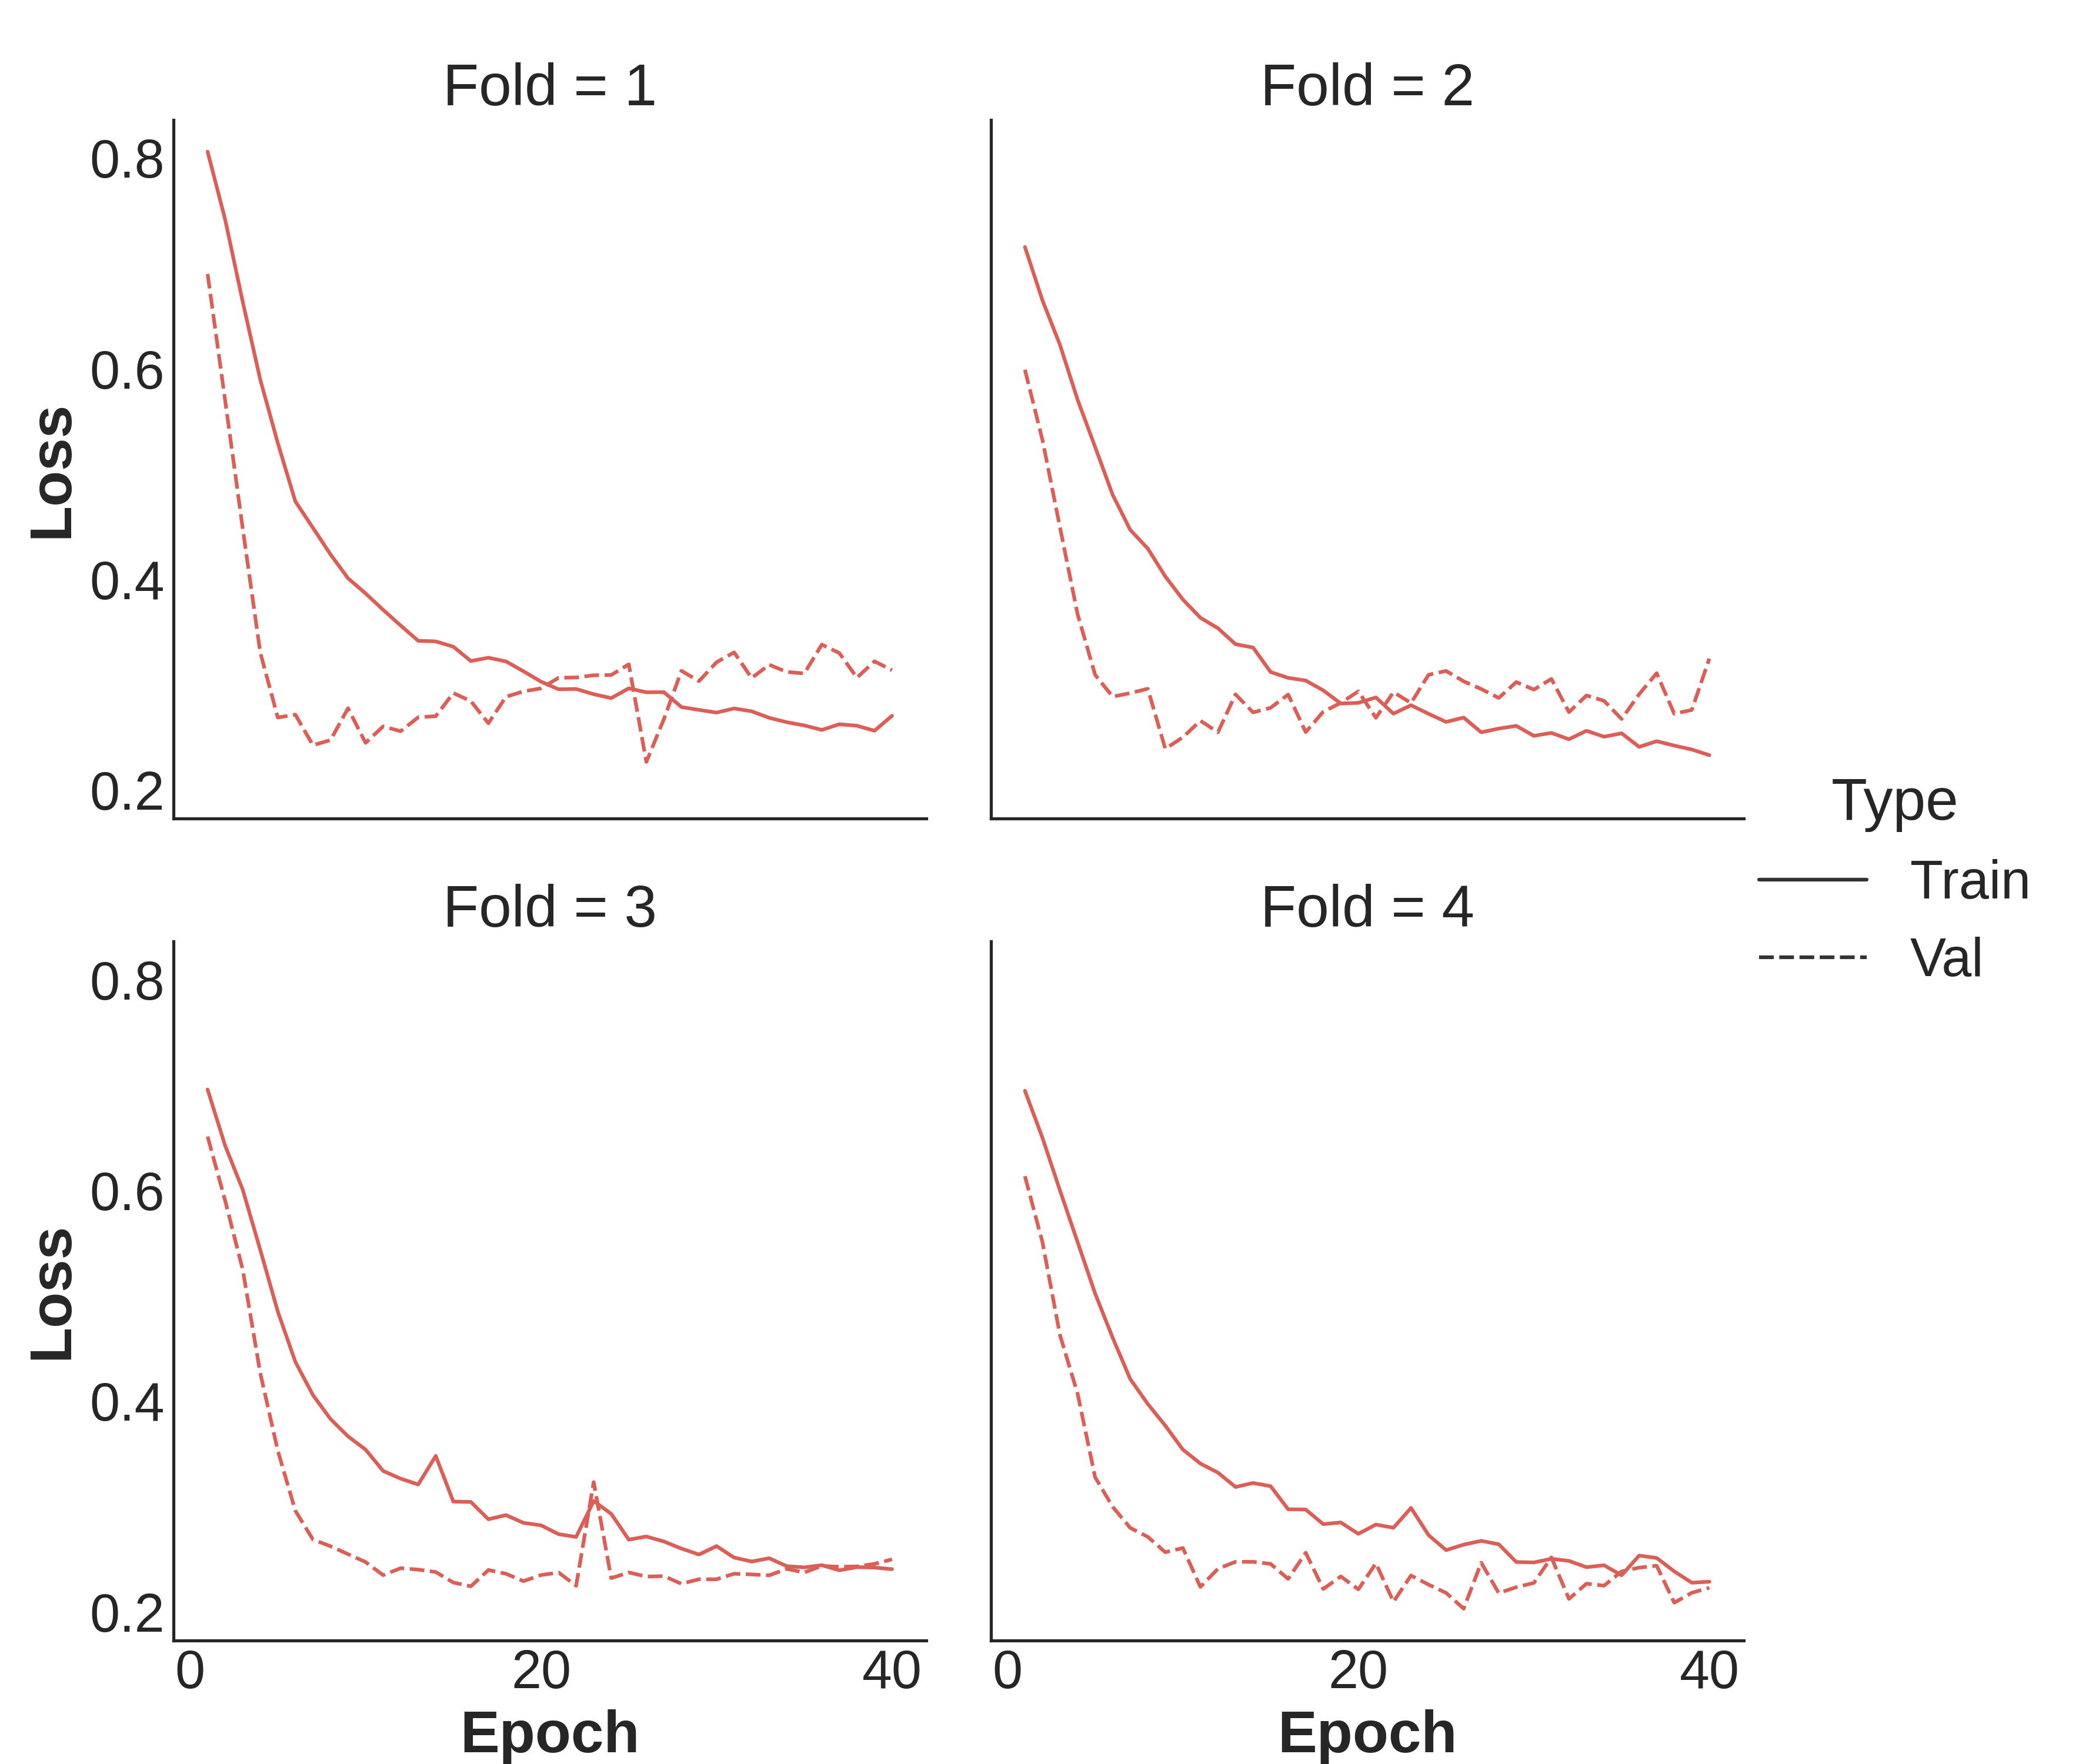 Fold = 1
Fold = 2
0.8
0.6
0.4
0.2
Loss
Type
Train
Val
Fold = 3
Fold = 4
0.8
0.6
0.4
0.2
Loss
0 20 40
0 20 40
Epoch
Epoch